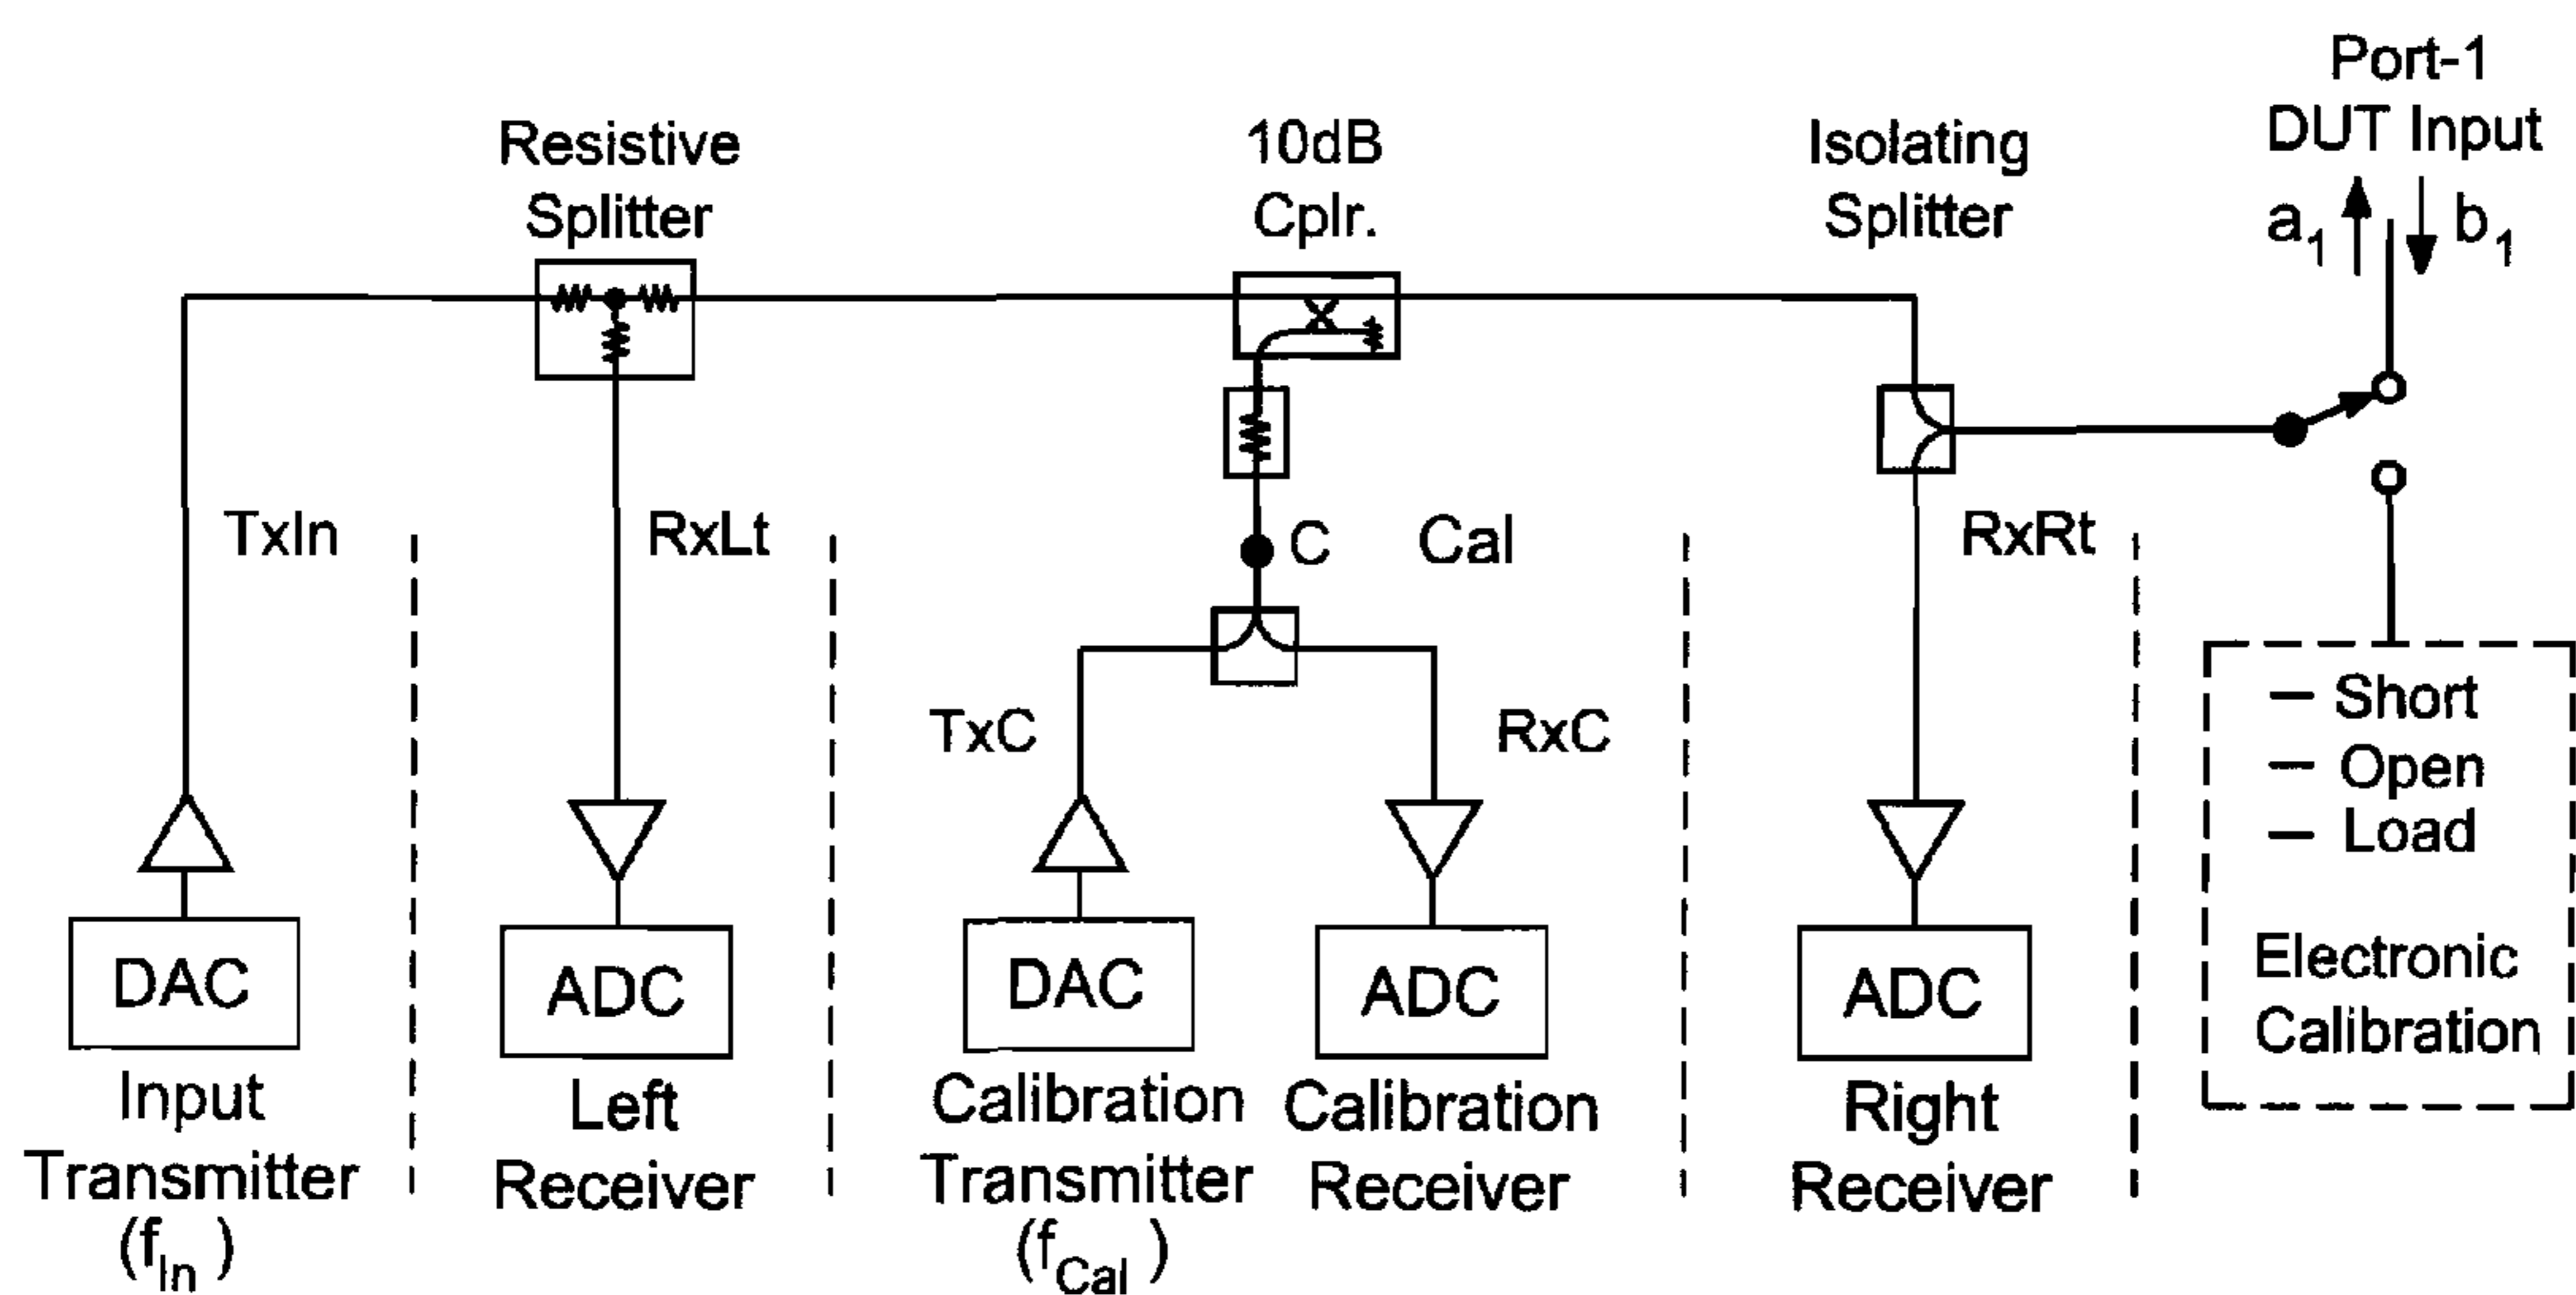 Resistive
Splitter
10dB
Cplr.
Isolating
Splitter
Port-1
DUT Input
a1 b1
TxIn
RxLt
C
Cal
RxRt
TxC
RxC
– Short
– Open
– Load
Electronic
Calibration
DAC
ADC
DAC
ADC
ADC
Input
Transmitter
(fIn )
Left
Receiver
Calibration
Transmitter
(fCal )
Calibration
Receiver
Right
Receiver